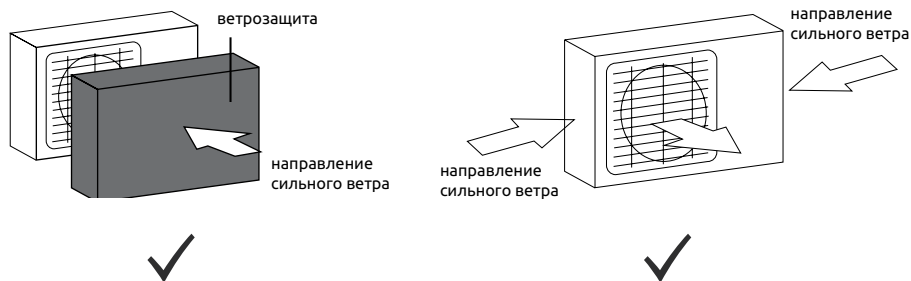 ветрозащита
направление
сильного ветра
направление
сильного ветра
направление
сильного ветра